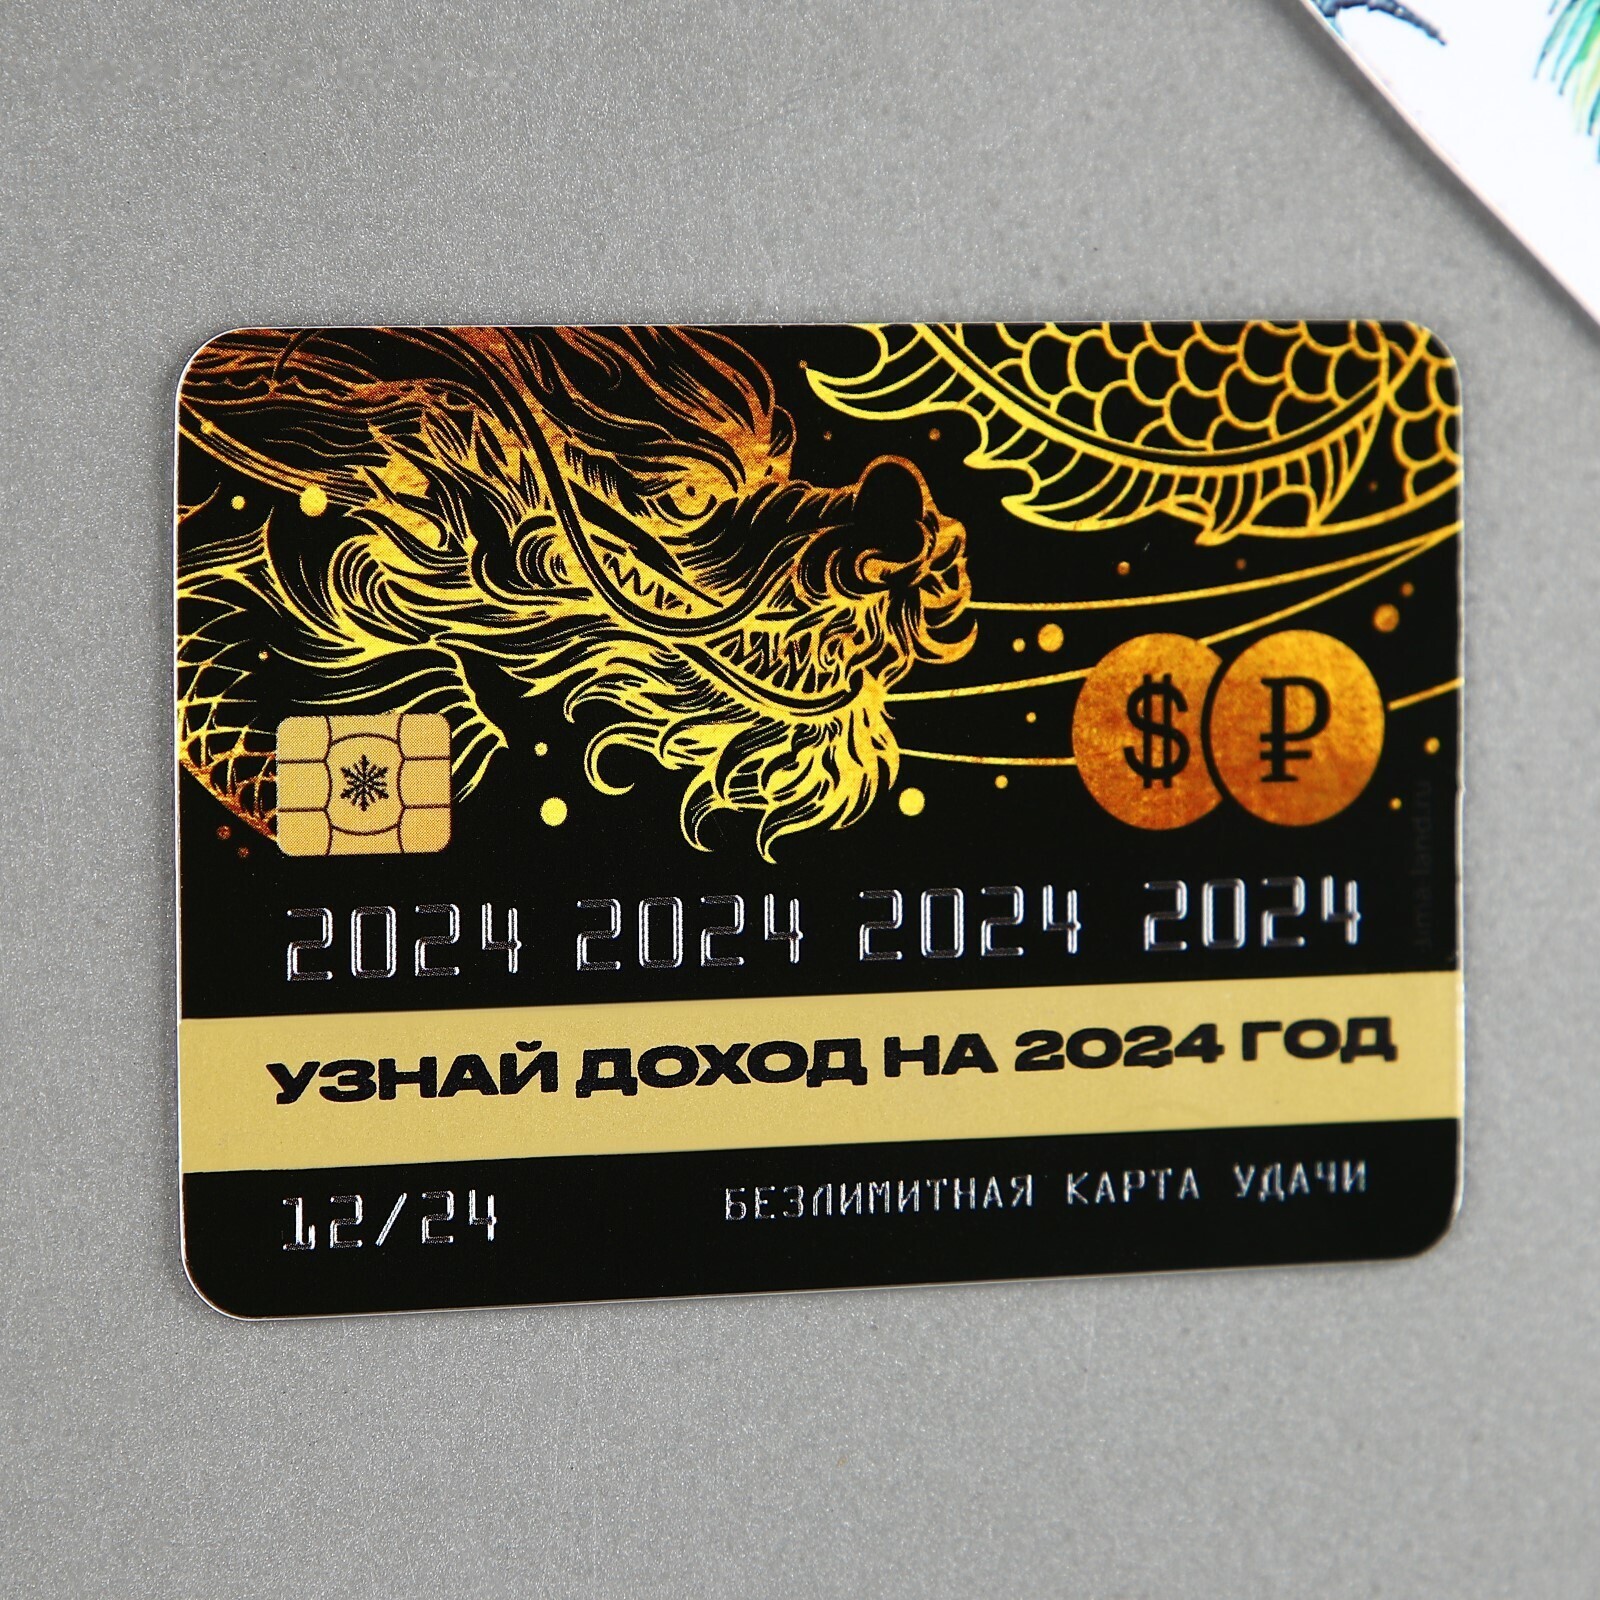 $ ₽
2024 2024 2024 2024
УЗНАЙ ДОХОД НА 2024 ГОД
12/24
БЕЗЛИМИТНАЯ КАРТА УДАЧИ